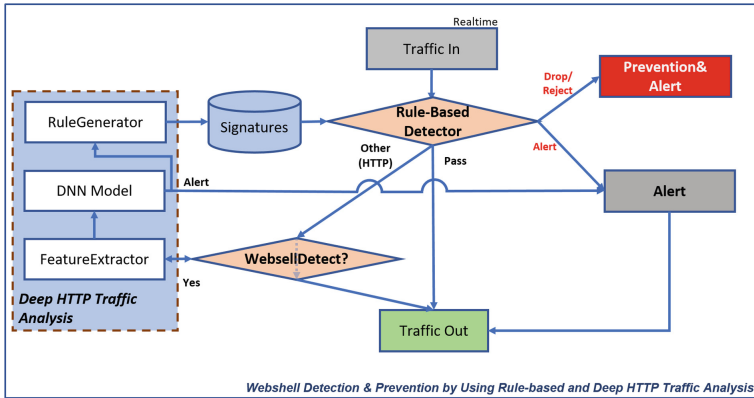 Realtime
Traffic In
Prevention&
Alert
Drop/
Reject
RuleGenerator
Signatures
Rule-Based
Detector
Other
(HTTP)
Pass
Alert
DNN Model
Alert
Alert
FeatureExtractor
WebsellDetect?
Yes
Deep HTTP Traffic
Analysis
Traffic Out
Webshell Detection & Prevention by Using Rule-based and Deep HTTP Traffic Analysis